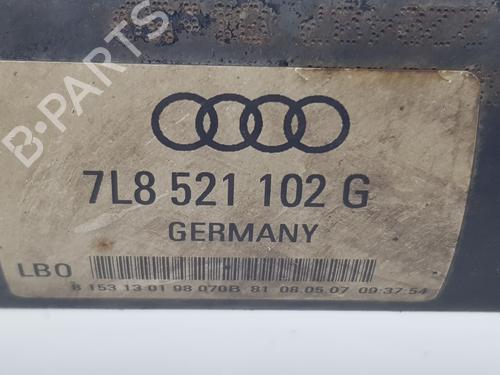 B-PARTS
7L8 521 102 G
GERMANY
LBO
8 153 13 01 98 070B 81 08.05.07 09:37:54